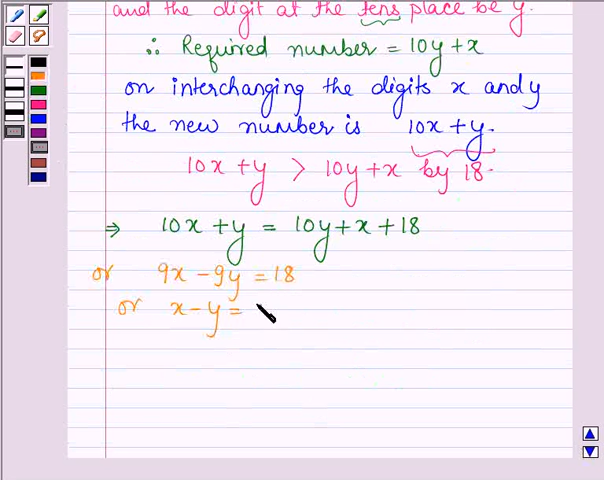 and the digit at the tens place be y.
∴ Required number = 10y + x
on interchanging the digits x and y
the new number is 10x + y.
10x + y > 10y + x by 18.
⇒ 10x + y = 10y + x + 18
or 9x - 9y = 18
or x - y =